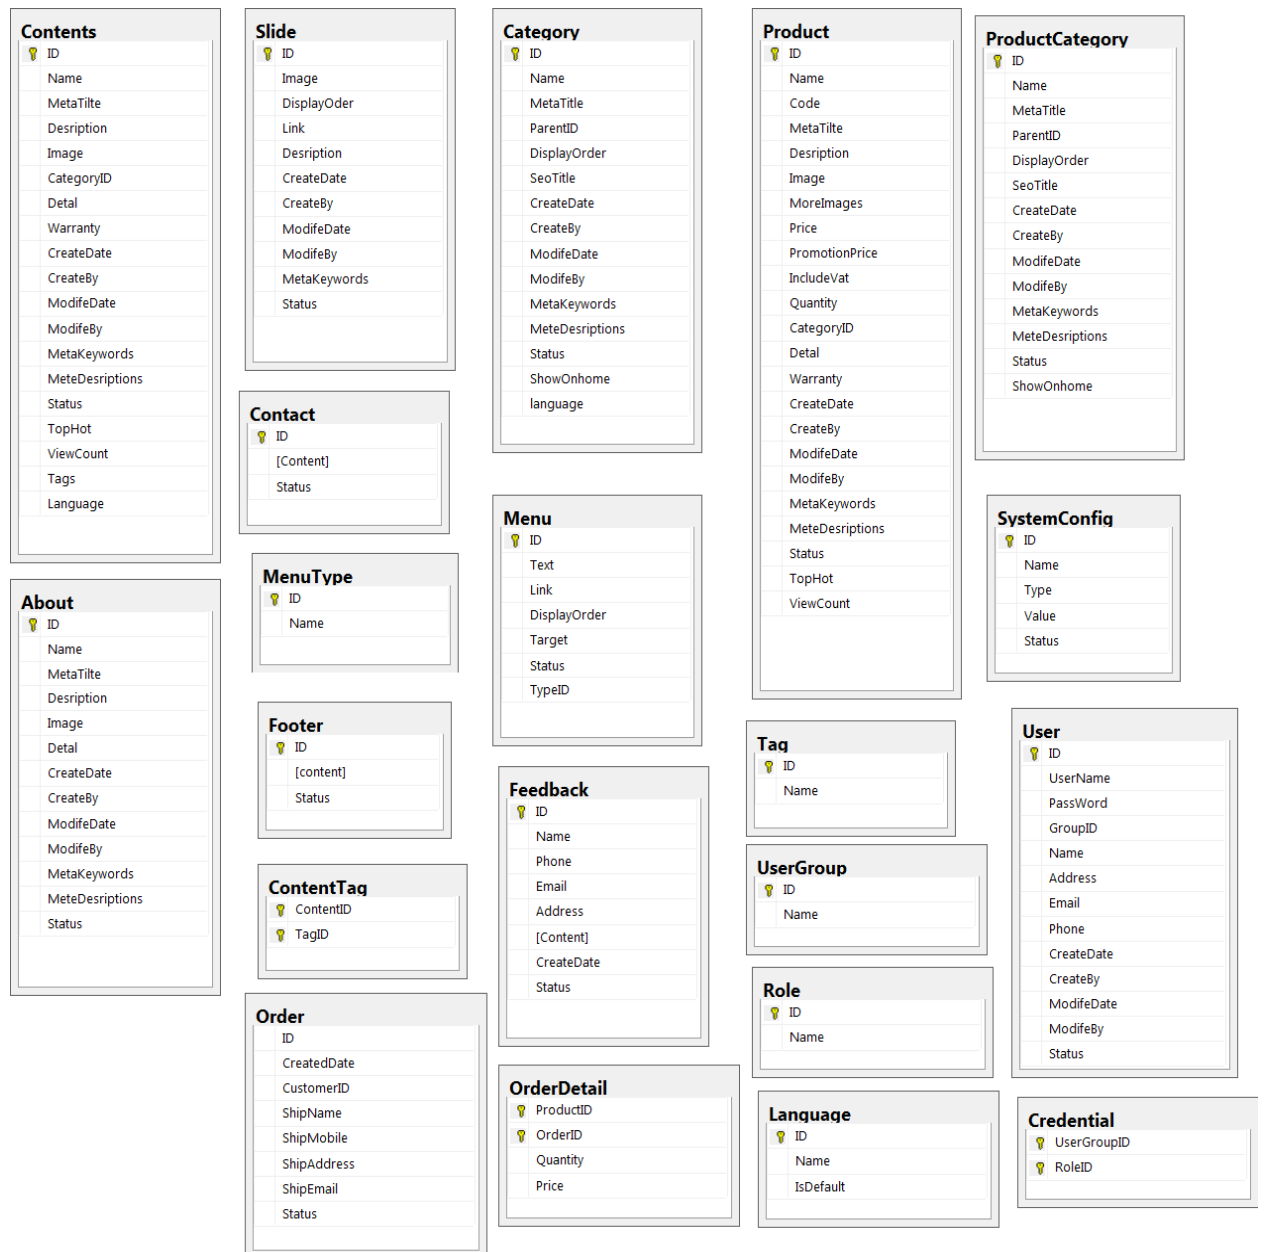 Contents
ID
Name
MetaTilte
Desription
Image
CategoryID
Detal
Warranty
CreateDate
CreateBy
ModifeDate
ModifeBy
MetaKeywords
MeteDesriptions
Status
TopHot
ViewCount
Tags
Language
About
ID
Name
MetaTilte
Desription
Image
Detal
CreateDate
CreateBy
ModifeDate
ModifeBy
MetaKeywords
MeteDesriptions
Status
Slide
ID
Image
DisplayOder
Link
Desription
CreateDate
CreateBy
ModifeDate
ModifeBy
MetaKeywords
Status
Contact
ID
[Content]
Status
MenuType
ID
Name
Footer
ID
[content]
Status
ContentTag
ContentID
TagID
Order
ID
CreatedDate
CustomerID
ShipName
ShipMobile
ShipAddress
ShipEmail
Status
Category
ID
Name
MetaTitle
ParentID
DisplayOrder
SeoTitle
CreateDate
CreateBy
ModifeDate
ModifeBy
MetaKeywords
MeteDesriptions
Status
ShowOnhome
language
Menu
ID
Text
Link
DisplayOrder
Target
Status
TypeID
Feedback
ID
Name
Phone
Email
Address
[Content]
CreateDate
Status
OrderDetail
ProductID
OrderID
Quantity
Price
Product
ID
Name
Code
MetaTilte
Desription
Image
MoreImages
Price
PromotionPrice
IncludeVat
Quantity
CategoryID
Detal
Warranty
CreateDate
CreateBy
ModifeDate
ModifeBy
MetaKeywords
MeteDesriptions
Status
TopHot
ViewCount
Tag
ID
Name
UserGroup
ID
Name
Role
ID
Name
Language
ID
Name
IsDefault
ProductCategory
ID
Name
MetaTitle
ParentID
DisplayOrder
SeoTitle
CreateDate
CreateBy
ModifeDate
ModifeBy
MetaKeywords
MeteDesriptions
Status
ShowOnhome
SystemConfig
ID
Name
Type
Value
Status
User
ID
UserName
PassWord
GroupID
Name
Address
Email
Phone
CreateDate
CreateBy
ModifeDate
ModifeBy
Status
Credential
UserGroupID
RoleID